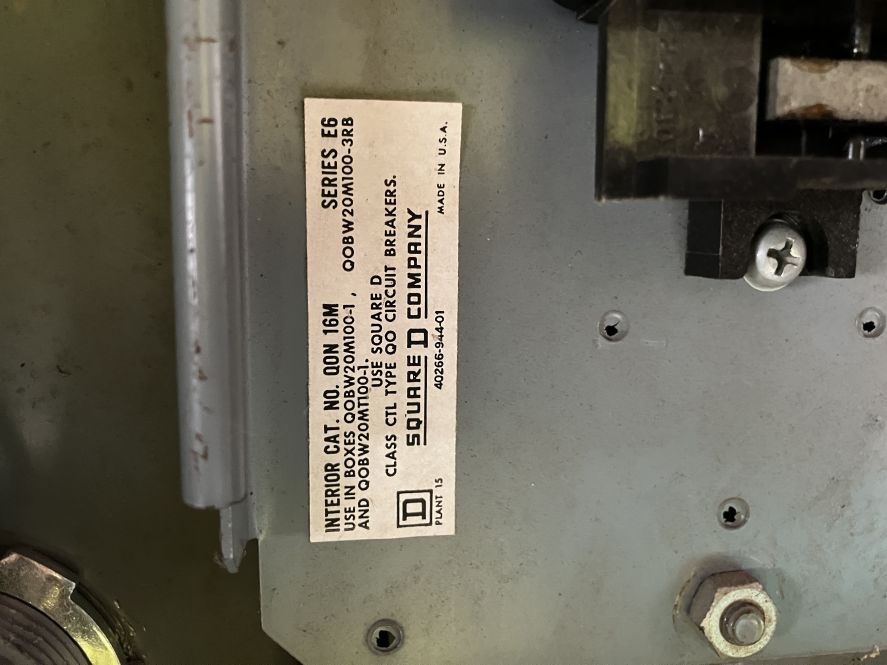 INTERIOR CAT. NO. QON 16M SERIES E6
USE IN BOXES QOBW20M100-1, QOBW20M100-3RB
AND QOBW20MT100-1.
USE SQUARE D
CLASS CTL TYPE QO CIRCUIT BREAKERS.
SQUARE D COMPANY
D
PLANT 15 40266-944-01 MADE IN U.S.A.